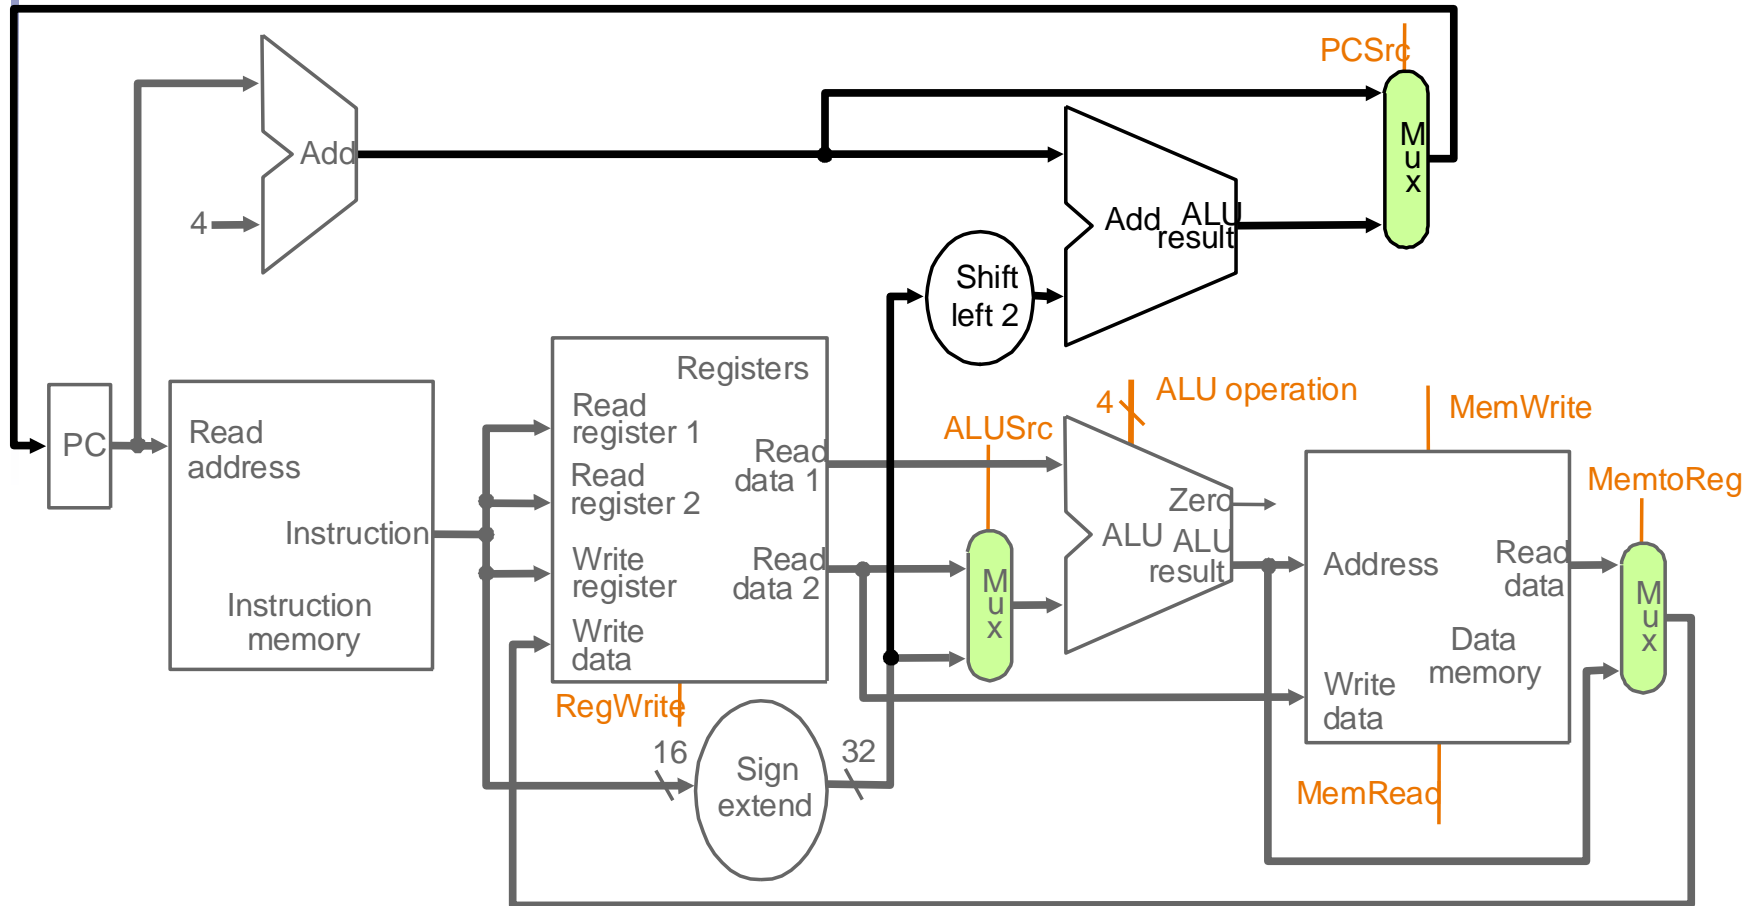 PCSrc
M
u
x
Add
4
Add
ALU
result
Shift
left 2
PC
Read
address
Instruction
Instruction
memory
Registers
Read
register 1
Read
register 2
Write
register
Write
data
Read
data 1
Read
data 2
RegWrite
16
Sign
extend
32
ALUSrc
M
u
x
4
ALU operation
Zero
ALU
ALU
result
MemWrite
Address
Read
data
Data
memory
Write
data
MemRead
MemtoReg
M
u
x